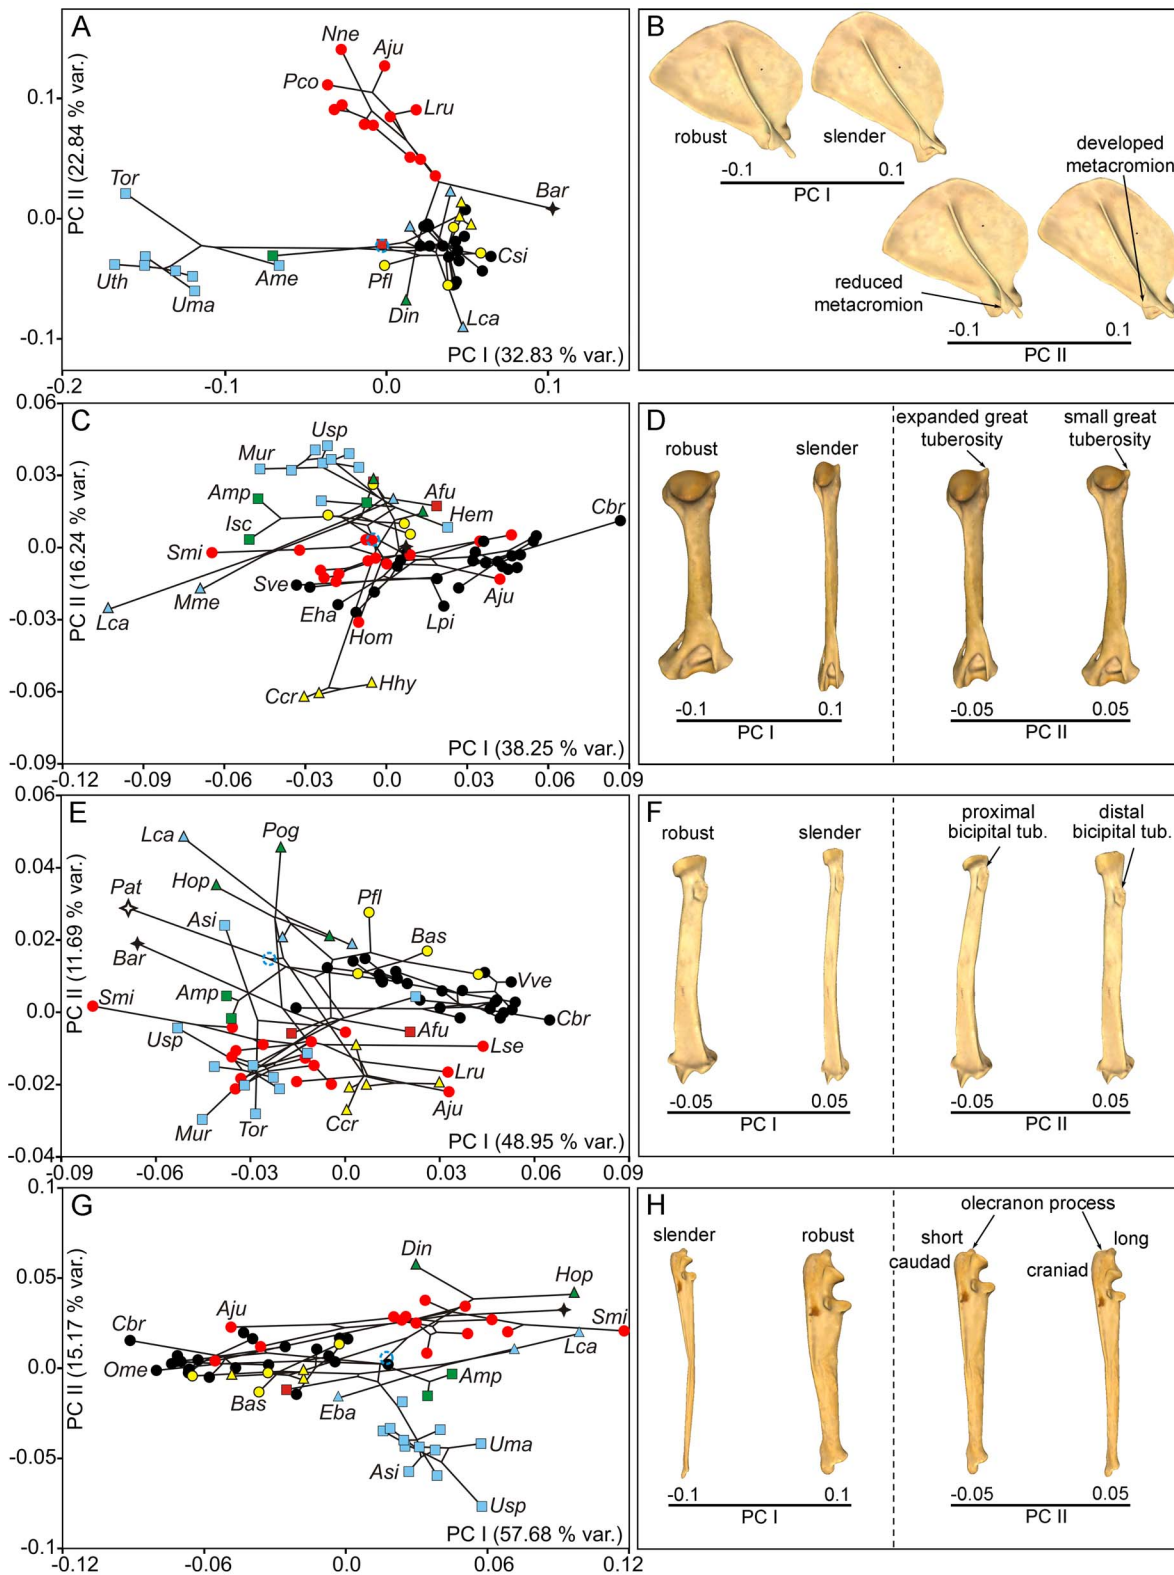 A
Nne
Aju
Pco
Lru
Bar
Tor
Uth
Uma
Ame
Pfl
Din
Csi
Lca
0.1
0.0
-0.1
PC II (22.84 % var.)
PC I (32.83 % var.)
-0.2
-0.1
0.0
0.1
B
robust
slender
-0.1
0.1
PC I
developed
metacromion
reduced
metacromion
-0.1
0.1
PC II
C
0.06
0.03
0.0
-0.03
-0.06
-0.09
PC II (16.24 % var.)
Usp
Mur
Amp
Isc
Smi
Afu
Hem
Cbr
Sve
Eha
Hom
Lpi
Aju
Mme
Lca
Ccr
Hhy
PC I (38.25 % var.)
-0.12
-0.09
-0.06
-0.03
0.0
0.03
0.06
0.09
D
robust
slender
expanded great
tuberosity
small great
tuberosity
-0.1
0.1
PC I
-0.05
0.05
PC II
E
0.06
0.04
0.02
0.0
-0.02
-0.04
PC II (11.69 % var.)
Lca
Pog
Hop
Pat
Asi
Pfl
Bas
Bar
Vve
Amp
Smi
Cbr
Usp
Afu
Lse
Lru
Aju
Mur
Tor
Ccr
PC I (48.95 % var.)
-0.09
-0.06
-0.03
0.0
0.03
0.06
0.09
F
robust
slender
proximal
bicipital tub.
distal
bicipital tub.
-0.05
0.05
PC I
-0.05
0.05
PC II
G
0.1
0.05
0.0
-0.05
-0.1
PC II (15.17 % var.)
Din
Hop
Aju
Cbr
Smi
Lca
Ome
Amp
Bas
Eba
Uma
Asi
Usp
PC I (57.68 % var.)
-0.12
-0.06
0.0
0.06
0.12
H
olecranon process
slender
robust
short
long
caudad
craniad
-0.1
0.1
PC I
-0.05
0.05
PC II